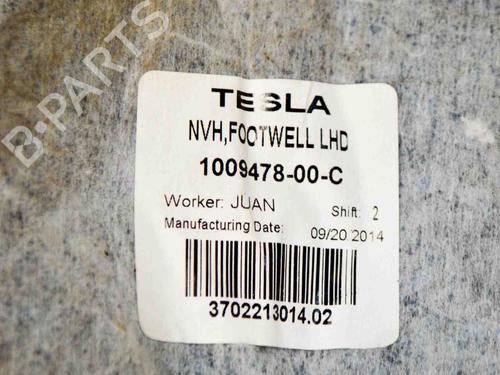 B-PARTS
TESLA
NVH,FOOTWELL LHD
1009478-00-C
Worker: JUAN Shift: 2
Manufacturing Date: 09/20/2014
3702213014.02